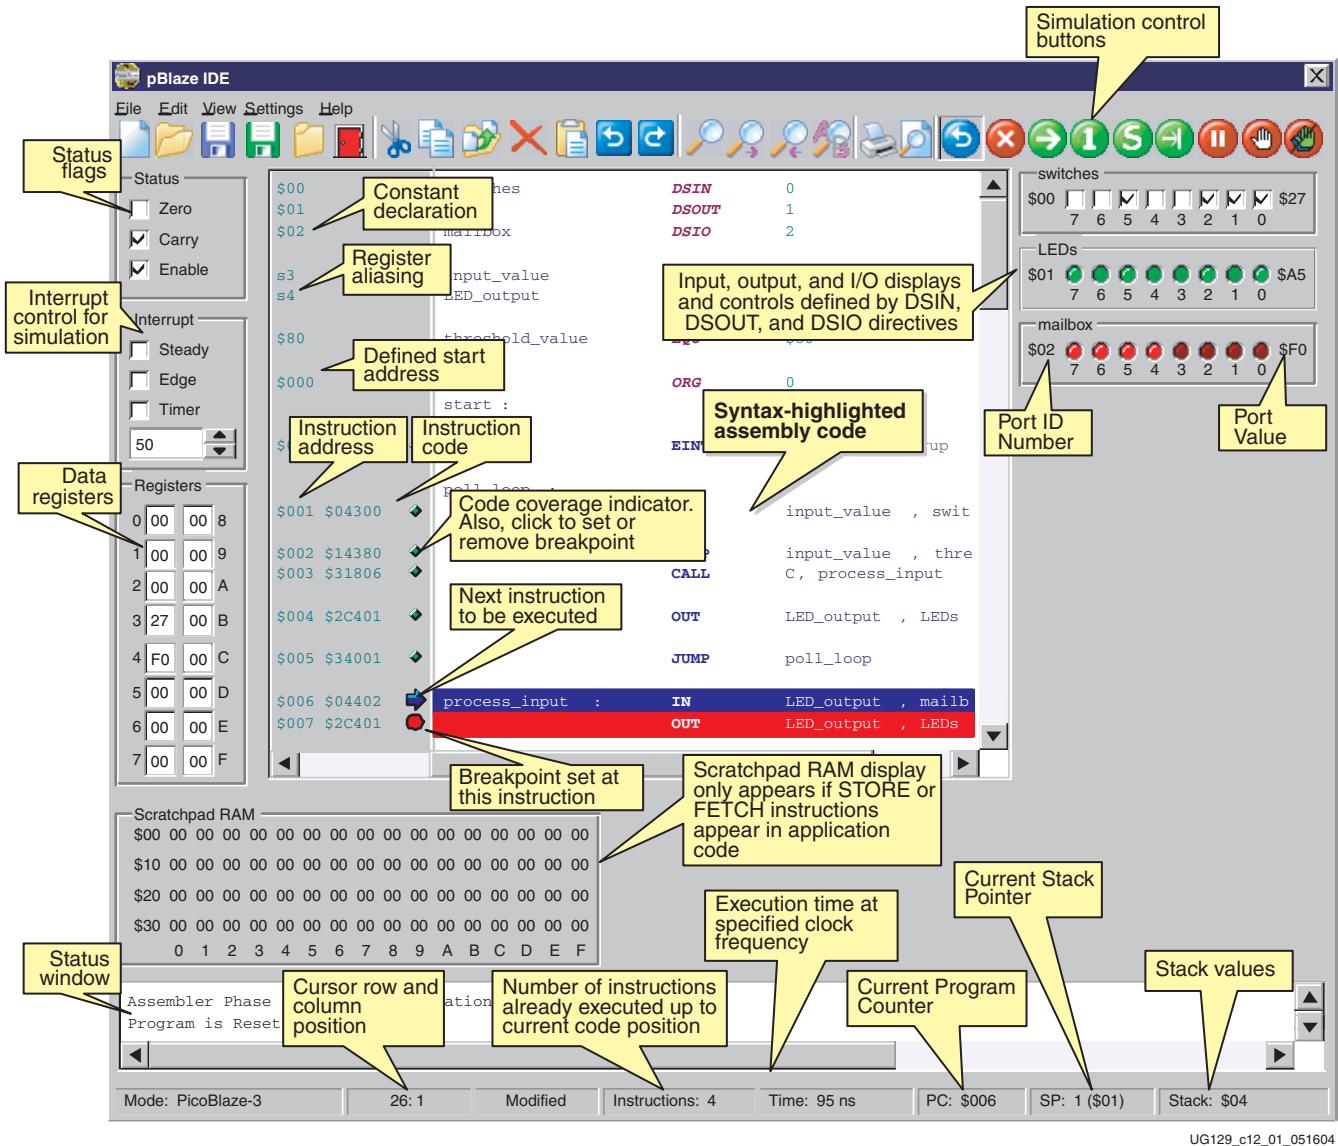 Simulation control
buttons
pBlaze IDE
File Edit View Settings Help
Status
flags
Status
Zero
Carry
Enable
Interrupt
control for
simulation
Interrupt
Steady
Edge
Timer
50
Data
registers
Registers
0 00 00 8
1 00 00 9
2 00 00 A
3 27 00 B
4 F0 00 C
5 00 00 D
6 00 00 E
7 00 00 F
$00 DSIN 0
$01 DSOUT 1
$02 mailbox DSIO 2
Constant
declaration
s3 input_value
s4 LED_output
Register
aliasing
$80 threshold_value EQU $80
Defined start
address
$000 ORG 0
start :
Instruction
address
Instruction
code
EINT
Syntax-highlighted
assembly code
poll_loop :
$001 $04300 input_value , swit
Code coverage indicator.
Also, click to set or
remove breakpoint
$002 $14380 input_value , thre
$003 $31806 CALL C, process_input
Next instruction
to be executed
$004 $2C401 OUT LED_output , LEDs
$005 $34001 JUMP poll_loop
$006 $04402 process_input : IN LED_output , mailb
$007 $2C401 OUT LED_output , LEDs
Breakpoint set at
this instruction
Input, output, and I/O displays
and controls defined by DSIN,
DSOUT, and DSIO directives
switches
$00 $27
7 6 5 4 3 2 1 0
LEDs
$01 $A5
7 6 5 4 3 2 1 0
mailbox
$02 $F0
7 6 5 4 3 2 1 0
Port ID
Number
Port
Value
Scratchpad RAM display
only appears if STORE or
FETCH instructions
appear in application
code
Scratchpad RAM
$00 00 00 00 00 00 00 00 00 00 00 00 00 00 00 00 00
$10 00 00 00 00 00 00 00 00 00 00 00 00 00 00 00 00
$20 00 00 00 00 00 00 00 00 00 00 00 00 00 00 00 00
$30 00 00 00 00 00 00 00 00 00 00 00 00 00 00 00 00
0 1 2 3 4 5 6 7 8 9 A B C D E F
Status
window
Assembler Phase
Program is Reset
Cursor row and
column
position
Number of instructions
already executed up to
current code position
Execution time at
specified clock
frequency
Current Program
Counter
Current Stack
Pointer
Stack values
Mode: PicoBlaze-3 26: 1 Modified Instructions: 4 Time: 95 ns PC: $006 SP: 1 ($01) Stack: $04
UG129_c12_01_051604